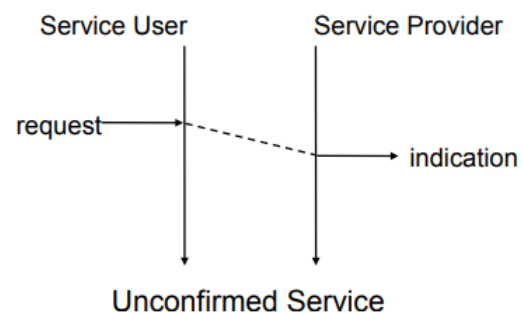 Service User
Service Provider
request
indication
Unconfirmed Service